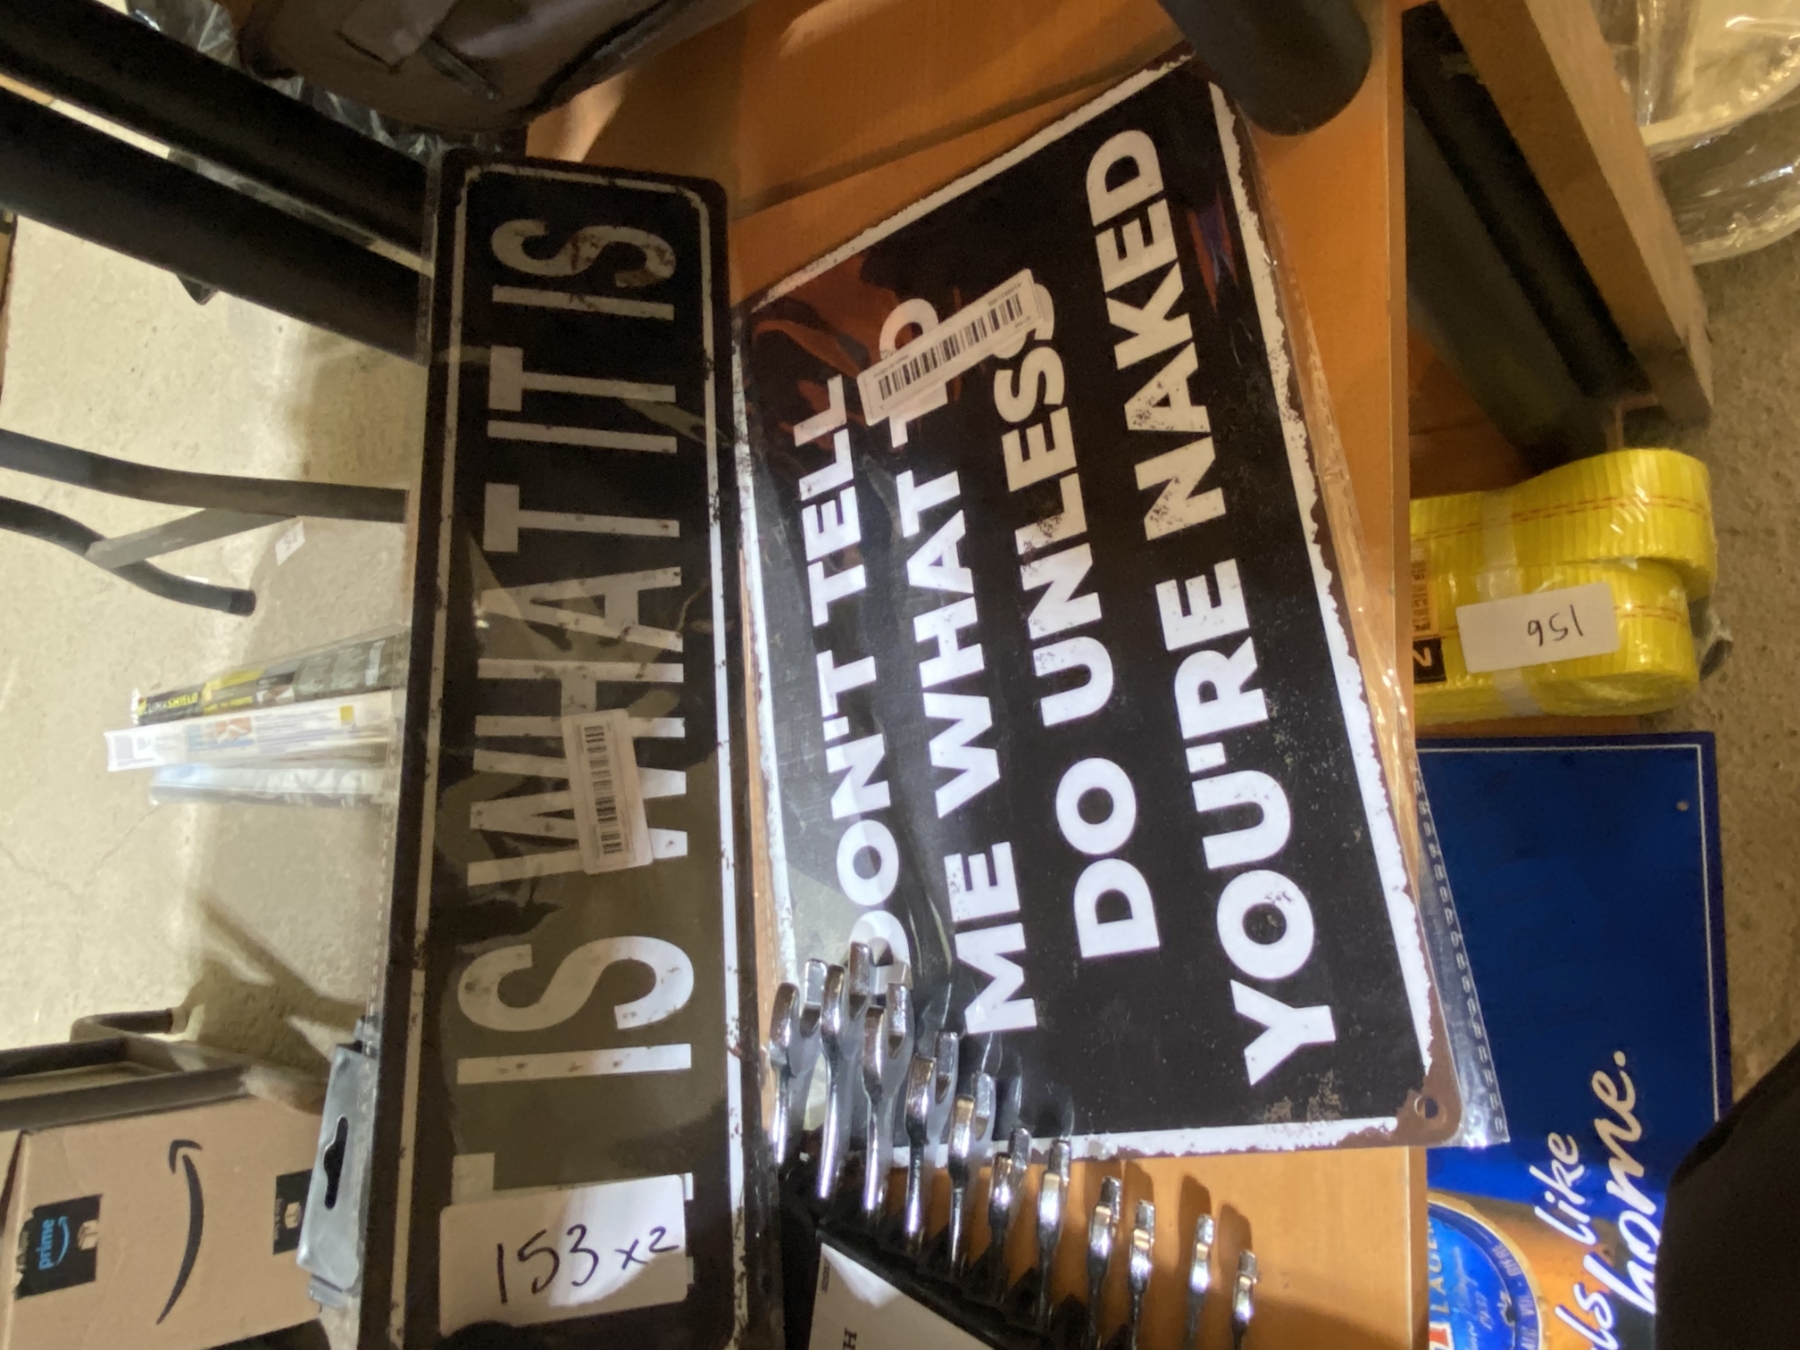 IT IS WHAT IT IS
153 x2
DON'T TELL
ME WHAT TO
DO UNLESS
YOU'RE NAKED
156
2
like
home.
prime